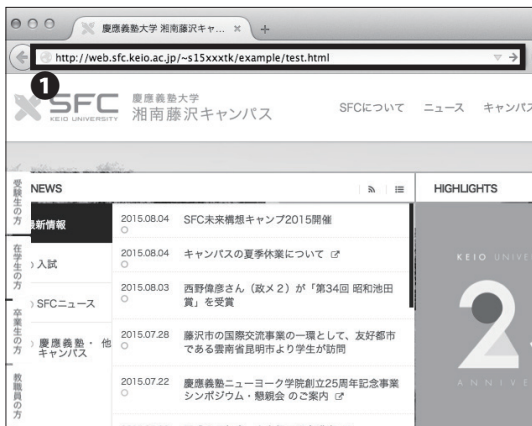 慶應義塾大学 湘南藤沢キャ...
http://web.sfc.keio.ac.jp/~s15xxxtk/example/test.html
1
SFC
KEIO UNIVERSITY
慶應義塾大学
湘南藤沢キャンパス
SFCについて ニュース キャンパス
受験生の方
在学生の方
卒業生の方
教職員の方
NEWS
最新情報
入試
SFCニュース
慶應義塾・他
キャンパス
2015.08.04 SFC未来構想キャンプ2015開催
2015.08.04 キャンパスの夏季休業について
2015.08.03 西野偉彦さん(政メ2)が「第34回 昭和池田
賞」を受賞
2015.07.28 藤沢市の国際交流事業の一環として、友好都市
である雲南省昆明市より学生が訪問
2015.07.22 慶應義塾ニューヨーク学院創立25周年記念事業
シンポジウム・懇親会 のご案内
HIGHLIGHTS
KEIO UNIVE
2
ANNIVE